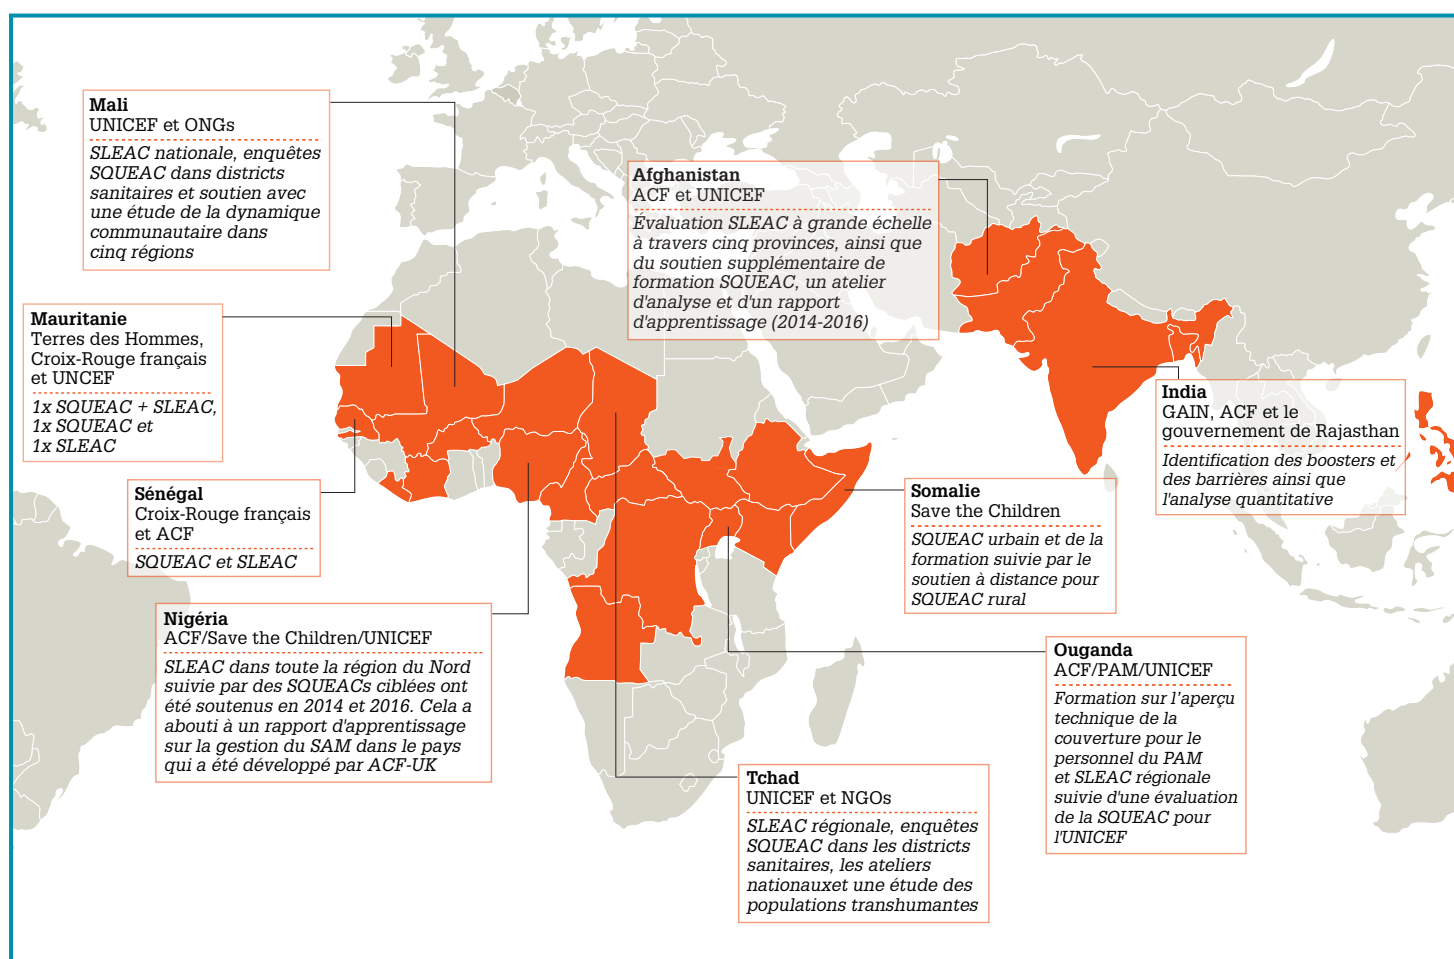 Mali
UNICEF et ONGs
SLEAC nationale, enquêtes
SQUEAC dans districts
sanitaires et soutien avec
une étude de la dynamique
communautaire dans
cinq régions
Afghanistan
ACF et UNICEF
Évaluation SLEAC à grande échelle
à travers cinq provinces, ainsi que
du soutien supplémentaire de
formation SQUEAC, un atelier
d'analyse et d'un rapport
d'apprentissage (2014-2016)
Mauritanie
Terres des Hommes,
Croix-Rouge français
et UNCEF
1x SQUEAC + SLEAC,
1x SQUEAC et
1x SLEAC
India
GAIN, ACF et le
gouvernement de Rajasthan
Identification des boosters et
des barrières ainsi que
l'analyse quantitative
Sénégal
Croix-Rouge français
et ACF
SQUEAC et SLEAC
Somalie
Save the Children
SQUEAC urbain et de la
formation suivie par le
soutien à distance pour
SQUEAC rural
Nigéria
ACF/Save the Children/UNICEF
SLEAC dans toute la région du Nord
suivie par des SQUEACs ciblées ont
été soutenus en 2014 et 2016. Cela a
abouti à un rapport d'apprentissage
sur la gestion du SAM dans le pays
qui a été développé par ACF-UK
Ouganda
ACF/PAM/UNICEF
Formation sur l'aperçu
technique de la
couverture pour le
personnel du PAM
et SLEAC régionale
suivie d'une évaluation
de la SQUEAC pour
l'UNICEF
Tchad
UNICEF et NGOs
SLEAC régionale, enquêtes
SQUEAC dans les districts
sanitaires, les ateliers
nationauxet une étude des
populations transhumantes